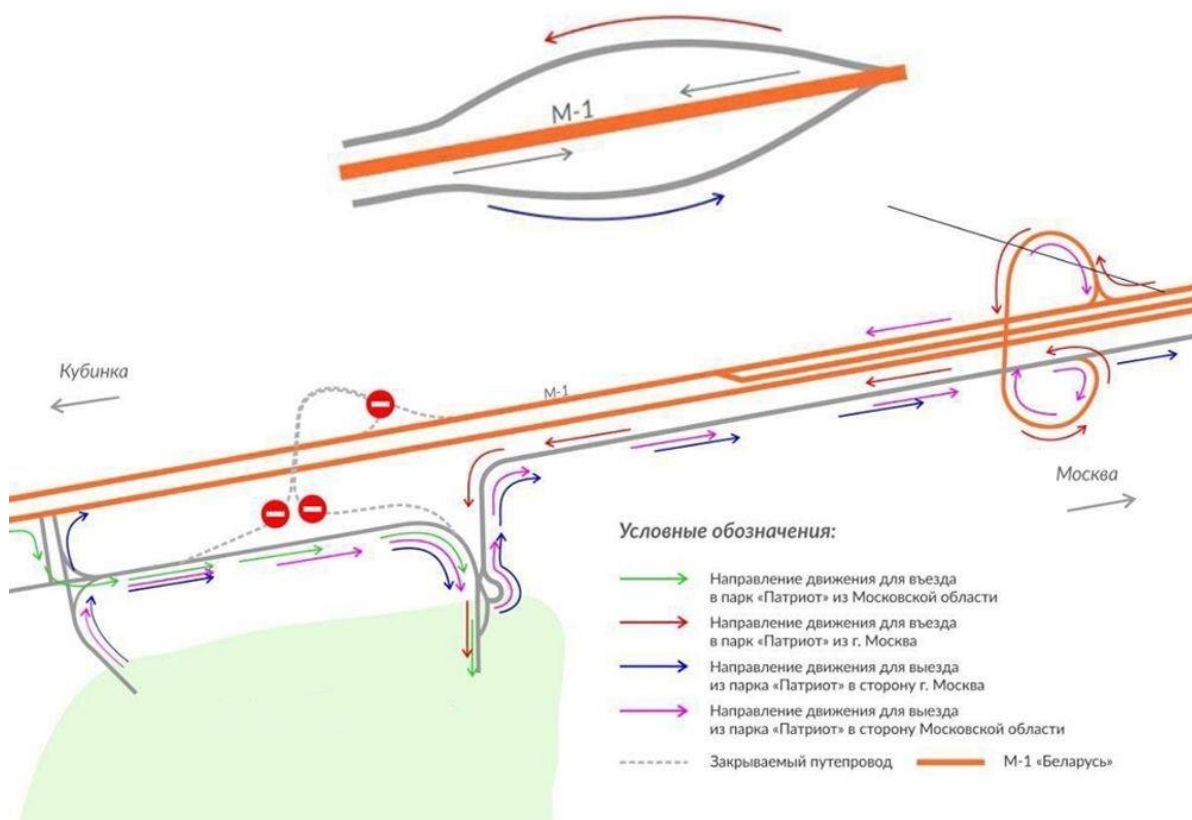 М-1
Кубинка
М-1
Москва
Условные обозначения:
Направление движения для въезда
в парк «Патриот» из Московской области
Направление движения для въезда
в парк «Патриот» из г. Москва
Направление движения для выезда
из парка «Патриот» в сторону г. Москва
Направление движения для выезда
из парка «Патриот» в сторону Московской области
Закрываемый путепровод
М-1 «Беларусь»